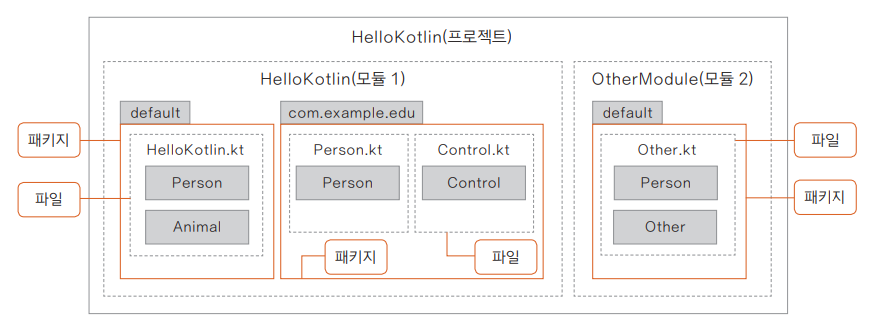 HelloKotlin(프로젝트)
HelloKotlin(모듈 1)
OtherModule(모듈 2)
default
com.example.edu
default
패키지
HelloKotlin.kt
Person.kt
Control.kt
Other.kt
파일
파일
Person
Person
Control
Person
패키지
Animal
Other
패키지
파일